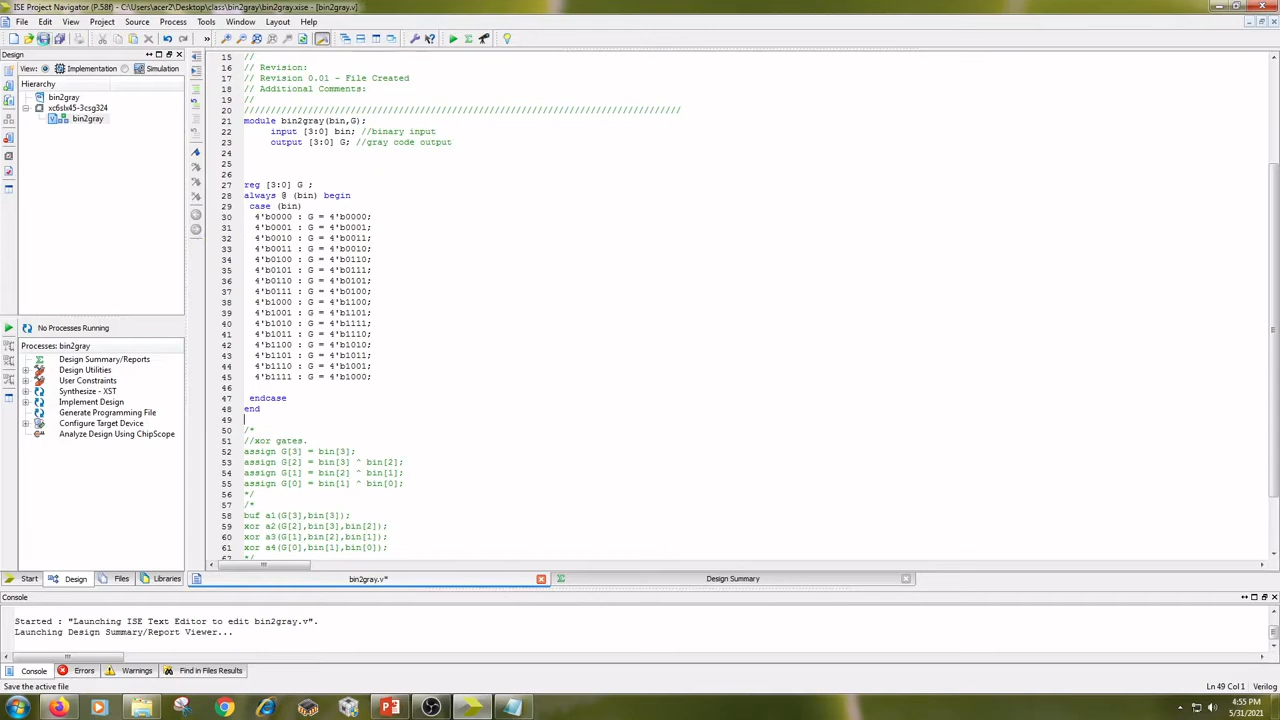 ISE Project Navigator (P.58f) - C:\Users\acer2\Desktop\class\bin2gray\bin2gray.xise - [bin2gray.v]
File Edit View Project Source Process Tools Window Layout Help
Design
View: Implementation Simulation
Hierarchy
bin2gray
xc6slx45-3csg324
bin2gray
No Processes Running
Processes: bin2gray
Design Summary/Reports
Design Utilities
User Constraints
Synthesize - XST
Implement Design
Generate Programming File
Configure Target Device
Analyze Design Using ChipScope
Start Design Files Libraries
15 //
16 // Revision:
17 // Revision 0.01 - File Created
18 // Additional Comments:
19 //
20 //////////////////////////////////////////////////////////////////////////////////
21 module bin2gray(bin,G);
22 input [3:0] bin; //binary input
23 output [3:0] G; //gray code output
24
25
26
27 reg [3:0] G ;
28 always @ (bin) begin
29 case (bin)
30 4'b0000 : G = 4'b0000;
31 4'b0001 : G = 4'b0001;
32 4'b0010 : G = 4'b0011;
33 4'b0011 : G = 4'b0010;
34 4'b0100 : G = 4'b0110;
35 4'b0101 : G = 4'b0111;
36 4'b0110 : G = 4'b0101;
37 4'b0111 : G = 4'b0100;
38 4'b1000 : G = 4'b1100;
39 4'b1001 : G = 4'b1101;
40 4'b1010 : G = 4'b1111;
41 4'b1011 : G = 4'b1110;
42 4'b1100 : G = 4'b1010;
43 4'b1101 : G = 4'b1011;
44 4'b1110 : G = 4'b1001;
45 4'b1111 : G = 4'b1000;
46
47 endcase
48 end
49
50 /*
51 //xor gates.
52 assign G[3] = bin[3];
53 assign G[2] = bin[3] ^ bin[2];
54 assign G[1] = bin[2] ^ bin[1];
55 assign G[0] = bin[1] ^ bin[0];
56 */
57 /*
58 buf a1(G[3],bin[3]);
59 xor a2(G[2],bin[3],bin[2]);
60 xor a3(G[1],bin[2],bin[1]);
61 xor a4(G[0],bin[1],bin[0]);
62 */
bin2gray.v* Design Summary
Console
Started : "Launching ISE Text Editor to edit bin2gray.v".
Launching Design Summary/Report Viewer...
Console Errors Warnings Find in Files Results
Save the active file
Ln 49 Col 1 Verilog
4:55 PM
5/31/2021